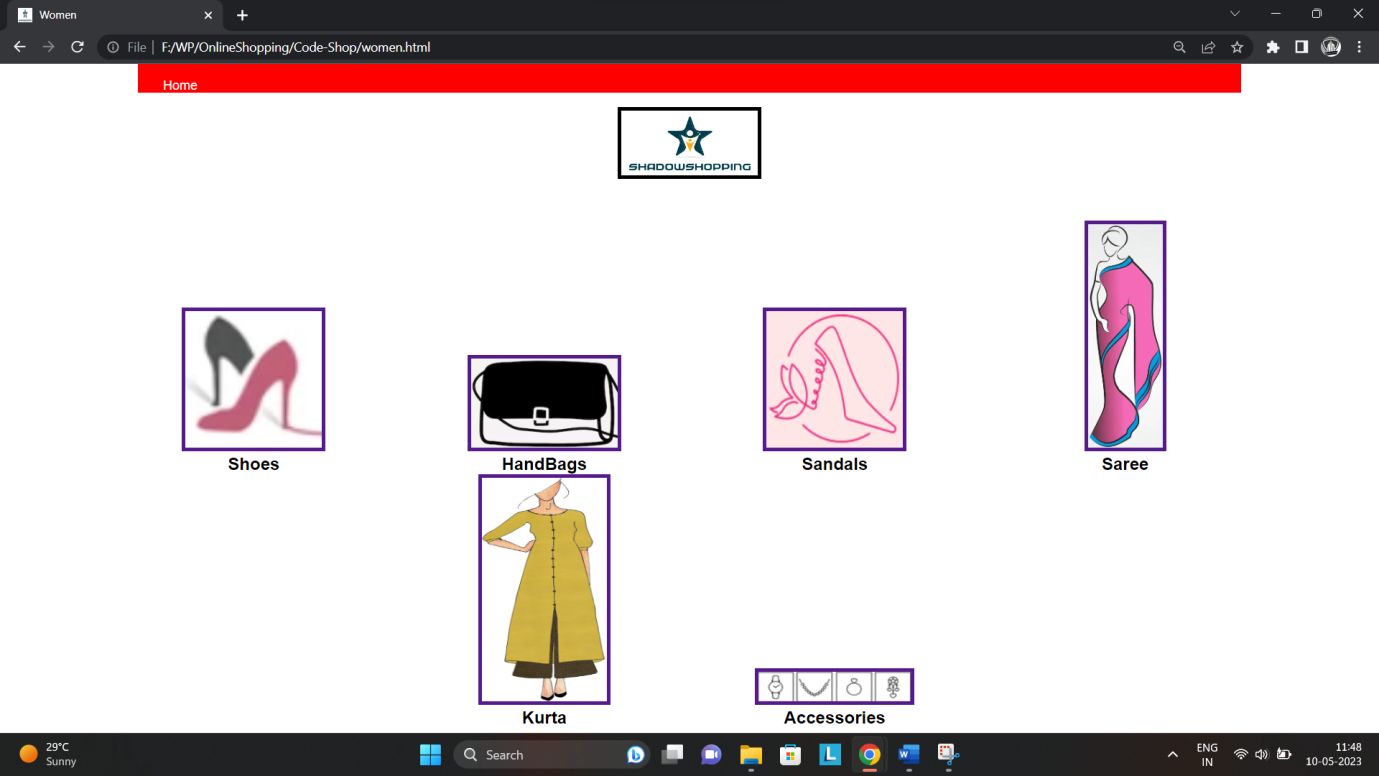 Women
File
F:/WP/OnlineShopping/Code-Shop/women.html
Home
SHADOWSHOPPING
Shoes
HandBags
Sandals
Saree
Kurta
Accessories
29°C
Sunny
Search
ENG
IN
11:48
10-05-2023